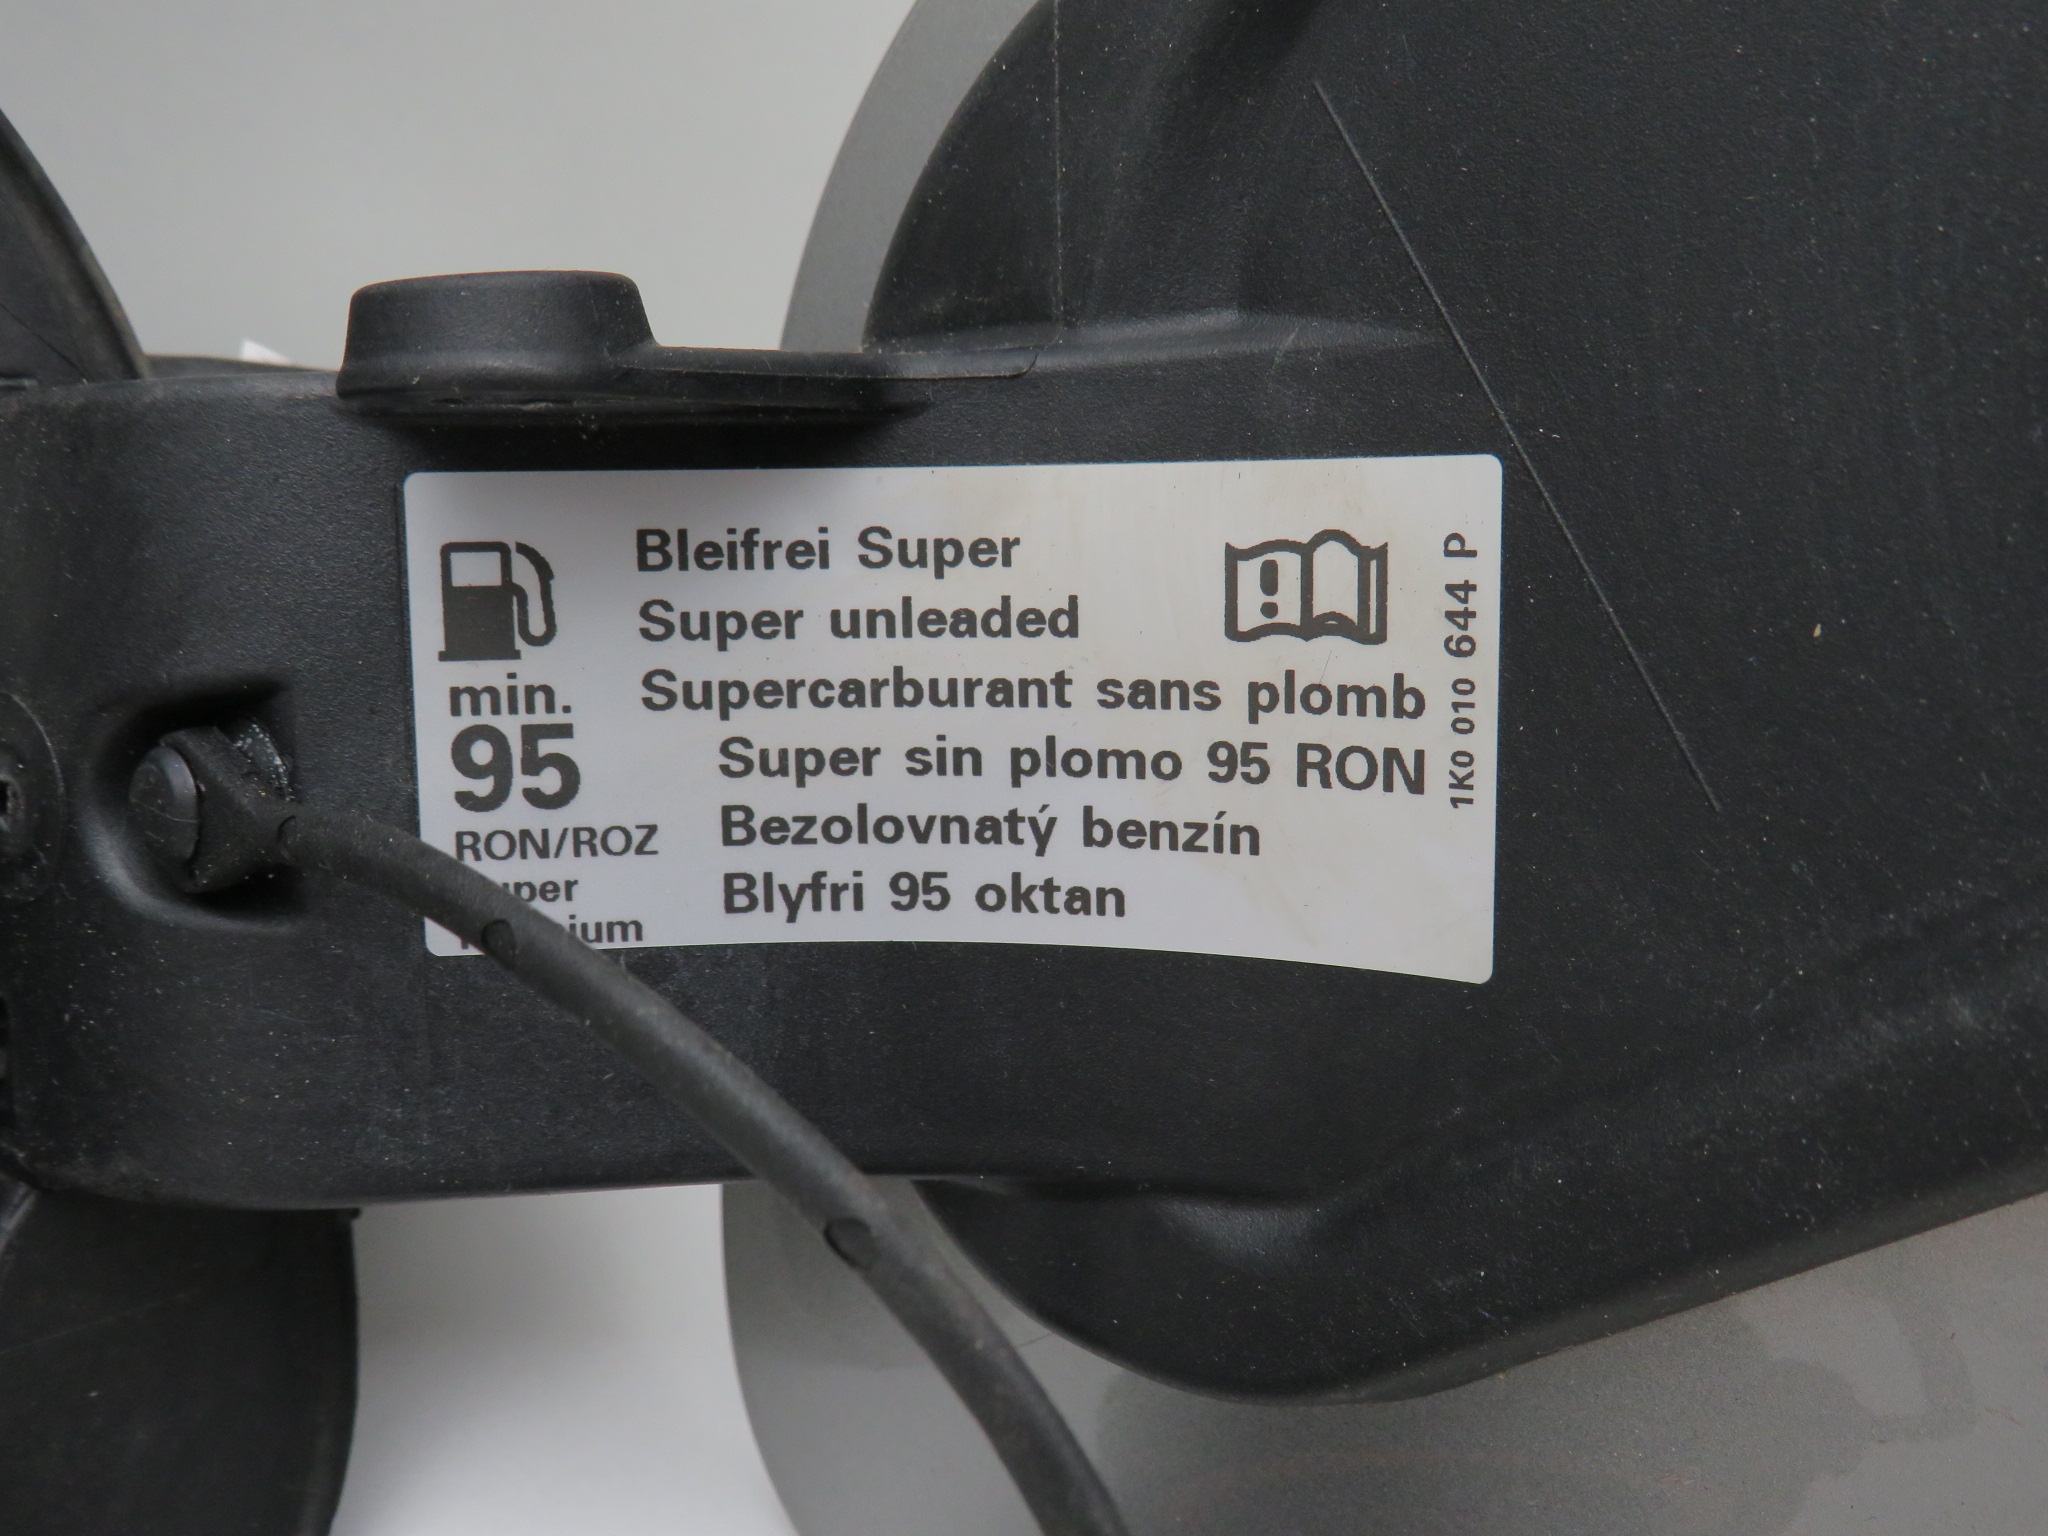 Bleifrei Super
Super unleaded
Supercarburant sans plomb
Super sin plomo 95 RON
Bezolovnatý benzín
Blyfri 95 oktan
min.
95
RON/ROZ
1K0 010 644 P